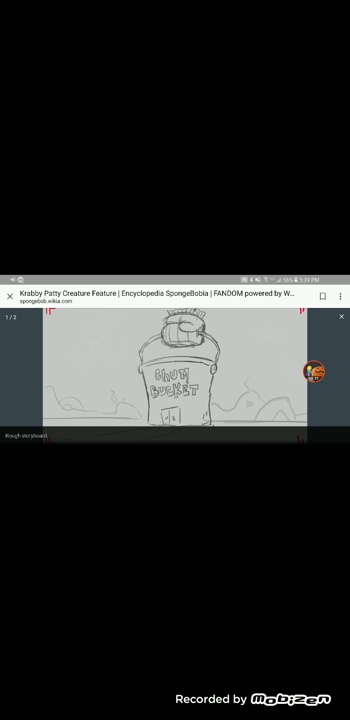 56% 5:39 PM
Krabby Patty Creature Feature | Encyclopedia SpongeBobia | FANDOM powered by W...
spongebob.wikia.com
1 / 2
CHUM
BUCKET
Rough storyboard.
Recorded by mobizen